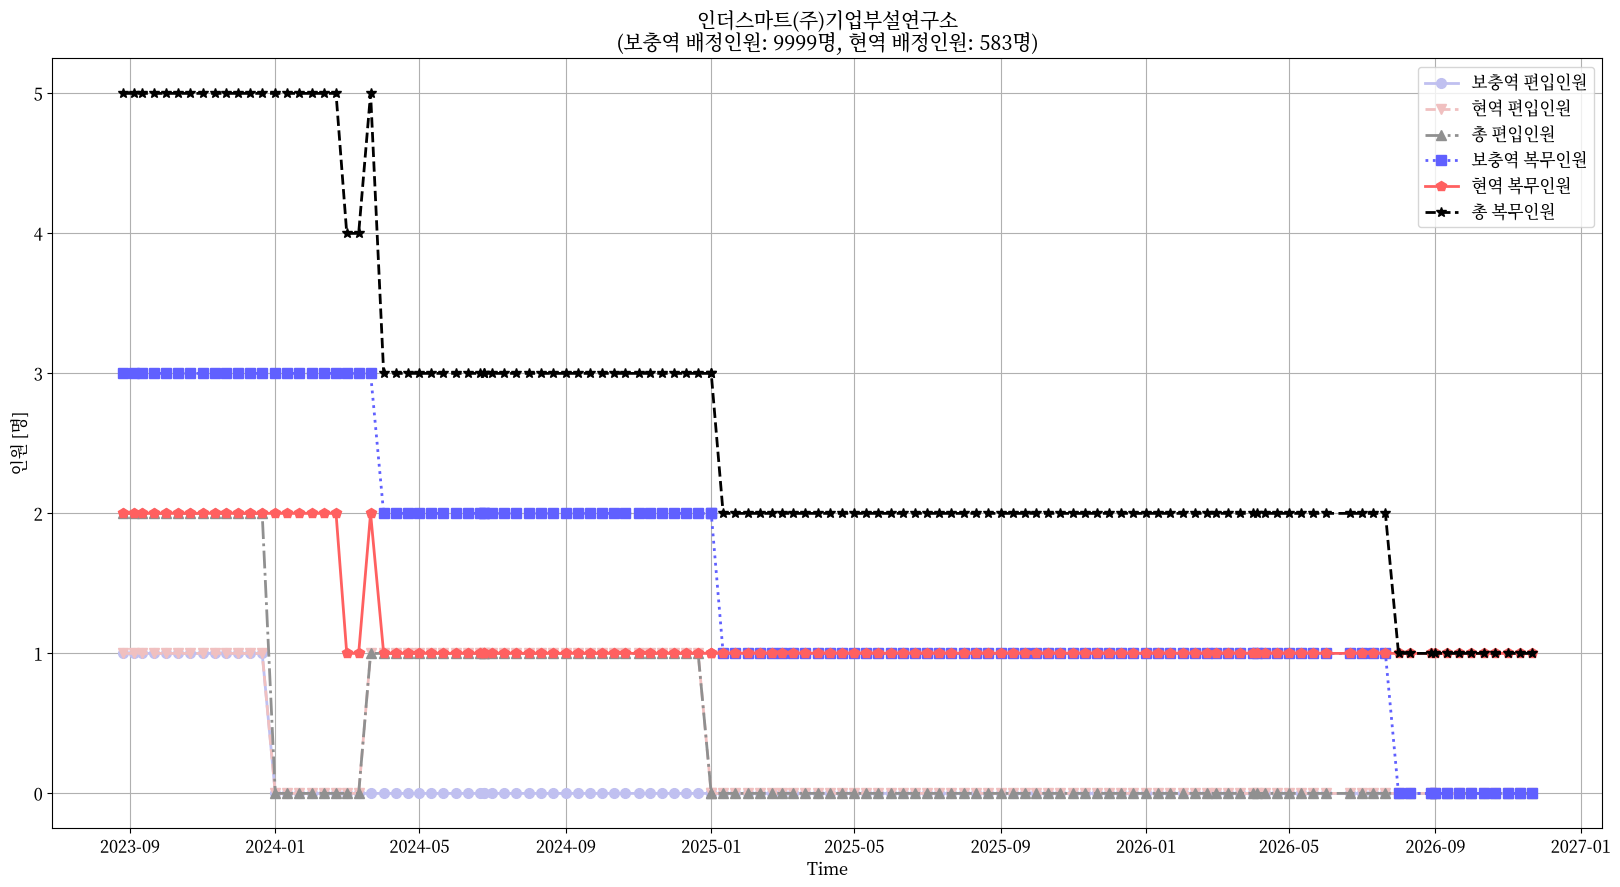 인더스마트(주)기업부설연구소
(보충역 배정인원: 9999명, 현역 배정인원: 583명)
보충역 편입인원
현역 편입인원
총 편입인원
보충역 복무인원
현역 복무인원
총 복무인원
인원 [명]
5
4
3
2
1
0
2023-09 2024-01 2024-05 2024-09 2025-01 2025-05 2025-09 2026-01 2026-05 2026-09 2027-01
Time